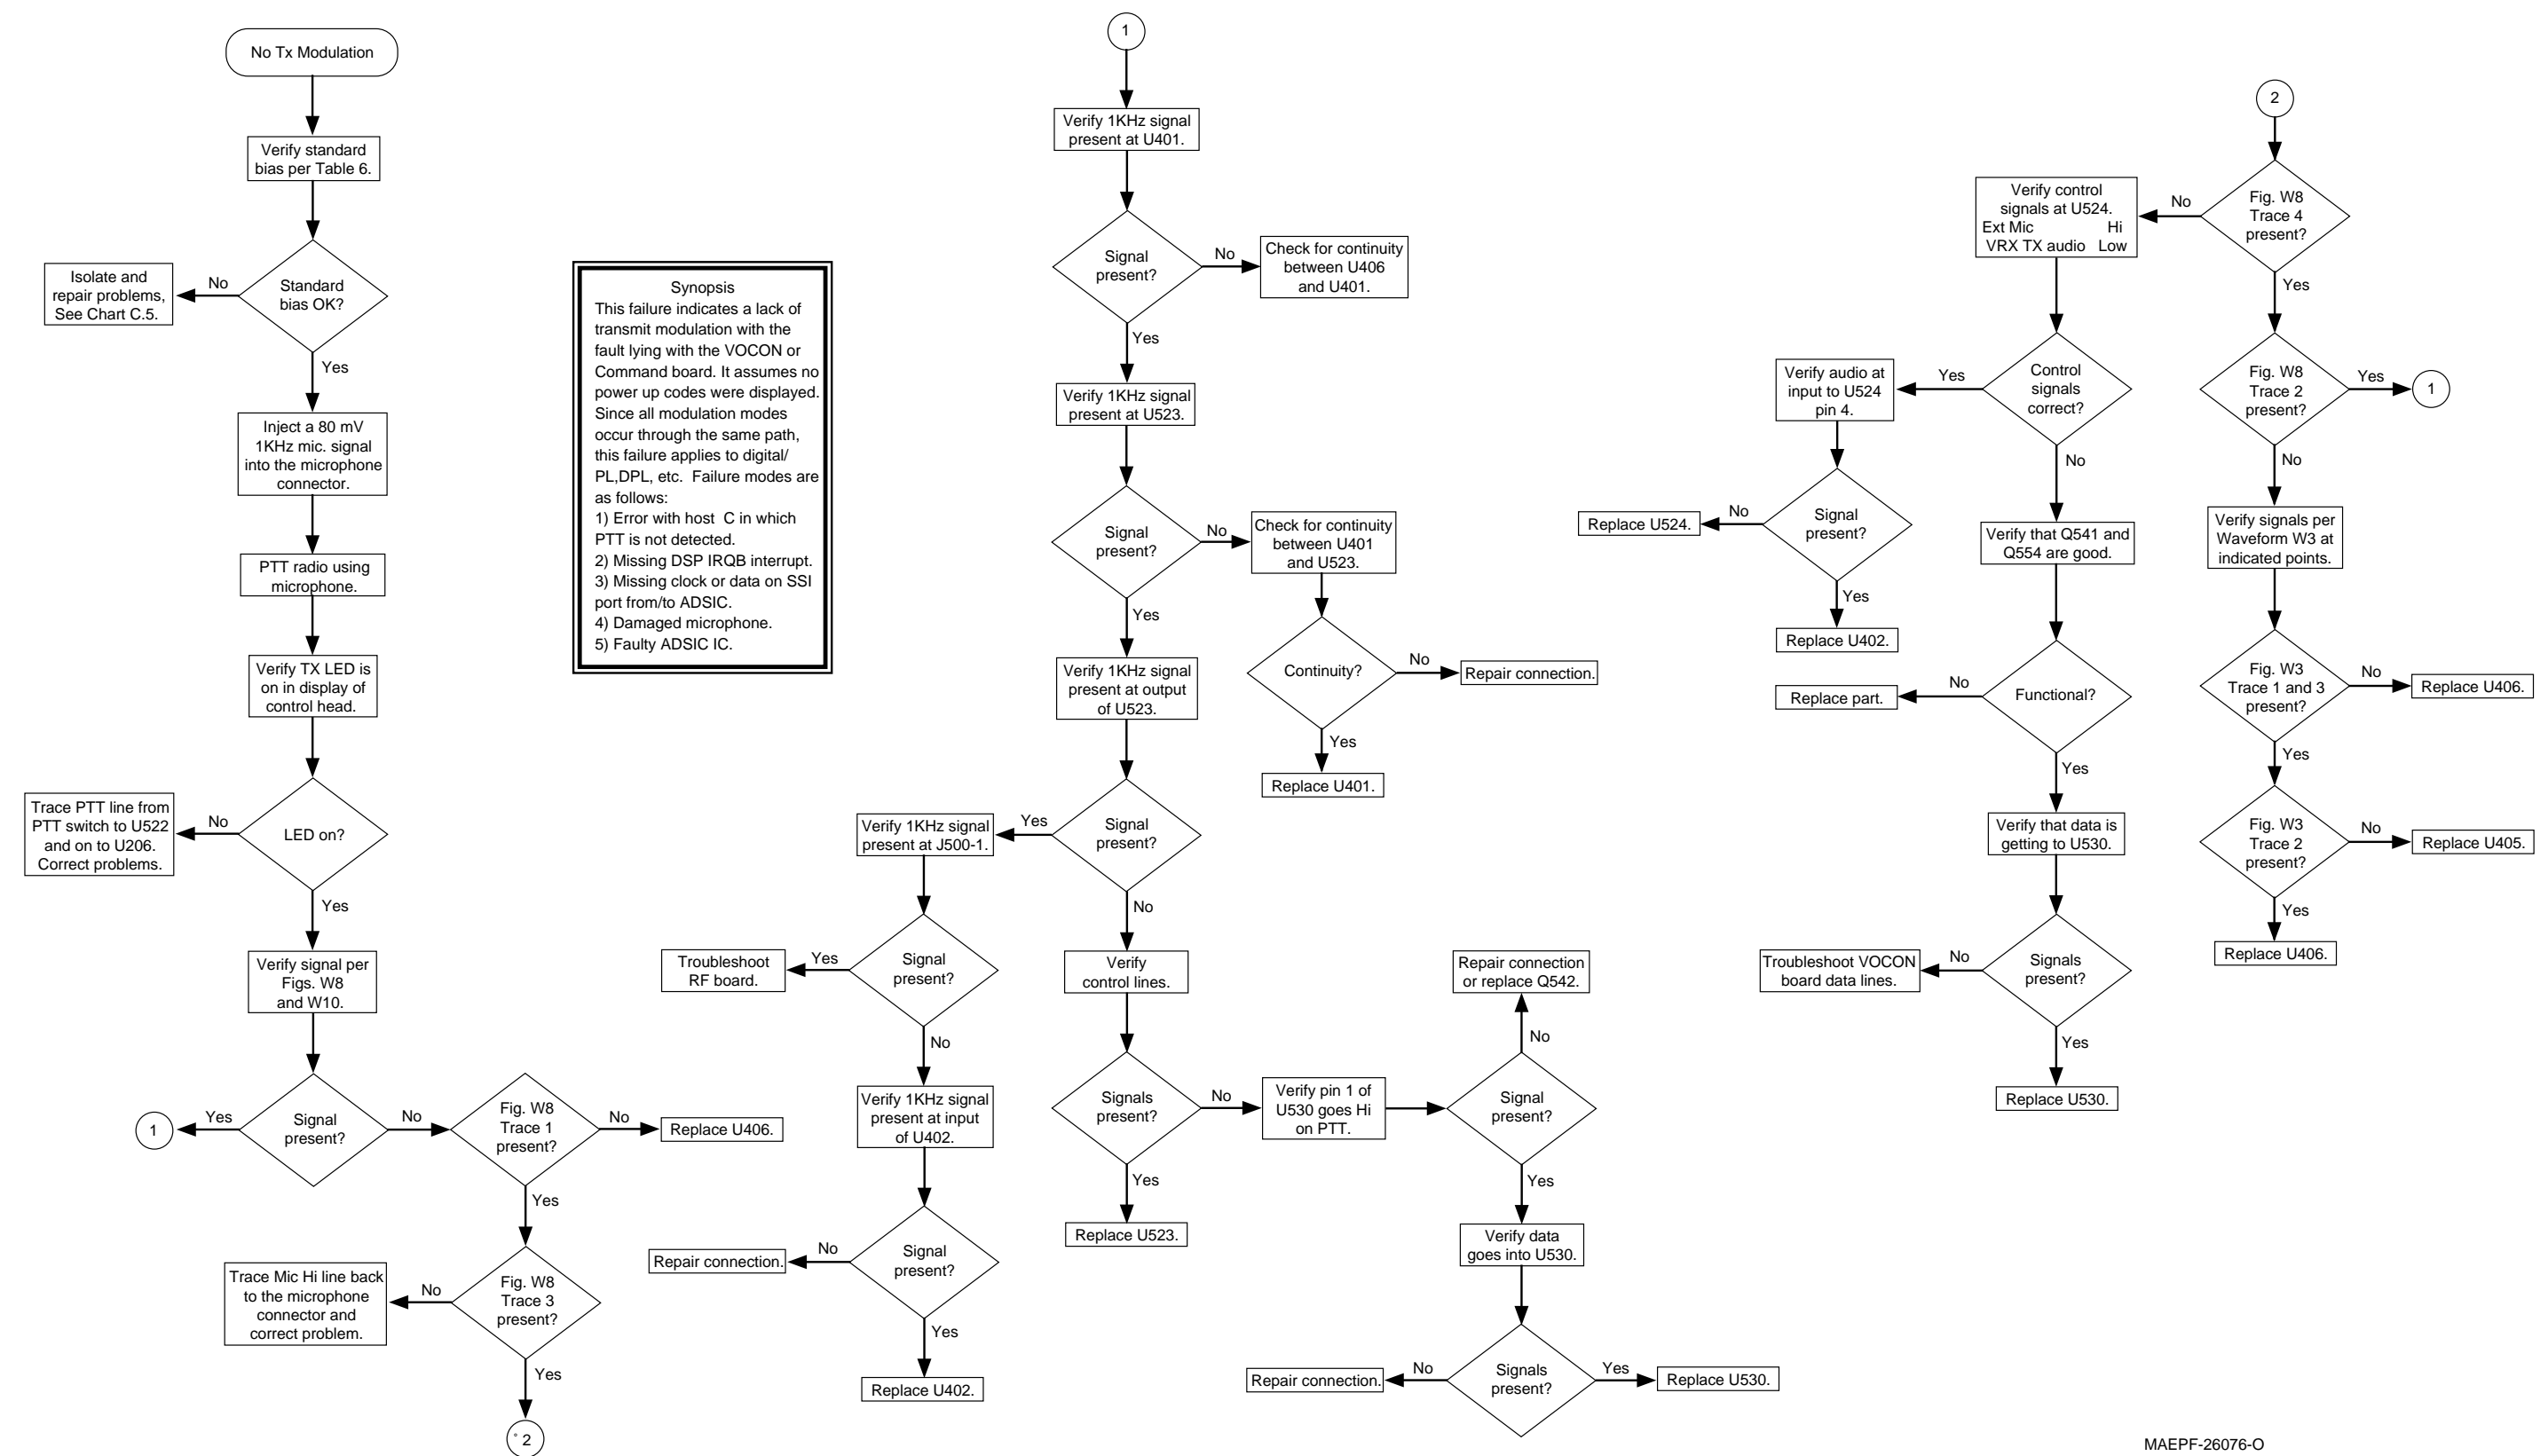 No Tx Modulation
Verify standard
bias per Table 6.
Standard
bias OK?
No
Isolate and
repair problems,
See Chart C.5.
Yes
Inject a 80 mV
1KHz mic. signal
into the microphone
connector.
PTT radio using
microphone.
Verify TX LED is
on in display of
control head.
LED on?
No
Trace PTT line from
PTT switch to U522
and on to U206.
Correct problems.
Yes
Verify signal per
Figs. W8
and W10.
Signal
present?
Yes
1
No
Fig. W8
Trace 1
present?
No
Replace U406.
Yes
Fig. W8
Trace 3
present?
No
Trace Mic Hi line back
to the microphone
connector and
correct problem.
Yes
° 2
Synopsis
This failure indicates a lack of
transmit modulation with the
fault lying with the VOCON or
Command board. It assumes no
power up codes were displayed.
Since all modulation modes
occur through the same path,
this failure applies to digital/
PL,DPL, etc.  Failure modes are
as follows:
1) Error with host  C in which
PTT is not detected.
2) Missing DSP IRQB interrupt.
3) Missing clock or data on SSI
port from/to ADSIC.
4) Damaged microphone.
5) Faulty ADSIC IC.
1
Verify 1KHz signal
present at U401.
Signal
present?
No
Check for continuity
between U406
and U401.
Yes
Verify 1KHz signal
present at U523.
Signal
present?
No
Check for continuity
between U401
and U523.
Continuity?
No
Repair connection.
Yes
Replace U401.
Yes
Verify 1KHz signal
present at output
of U523.
Signal
present?
Yes
Verify 1KHz signal
present at J500-1.
Signal
present?
Yes
Troubleshoot
RF board.
No
Verify 1KHz signal
present at input
of U402.
Signal
present?
No
Repair connection.
Yes
Replace U402.
No
Verify
control lines.
Signals
present?
Yes
Replace U523.
No
Verify pin 1 of
U530 goes Hi
on PTT.
Signal
present?
No
Repair connection
or replace Q542.
Yes
Verify data
goes into U530.
Signals
present?
No
Repair connection.
Yes
Replace U530.
2
Fig. W8
Trace 4
present?
No
Verify control
signals at U524.
Ext Mic Hi
VRX TX audio Low
Control
signals
correct?
Yes
Verify audio at
input to U524
pin 4.
Signal
present?
No
Replace U524.
Yes
Replace U402.
No
Verify that Q541 and
Q554 are good.
Functional?
No
Replace part.
Yes
Verify that data is
getting to U530.
Signals
present?
No
Troubleshoot VOCON
board data lines.
Yes
Replace U530.
Yes
Fig. W8
Trace 2
present?
Yes
1
No
Verify signals per
Waveform W3 at
indicated points.
Fig. W3
Trace 1 and 3
present?
No
Replace U406.
Yes
Fig. W3
Trace 2
present?
No
Replace U405.
Yes
Replace U406.
MAEPF-26076-O